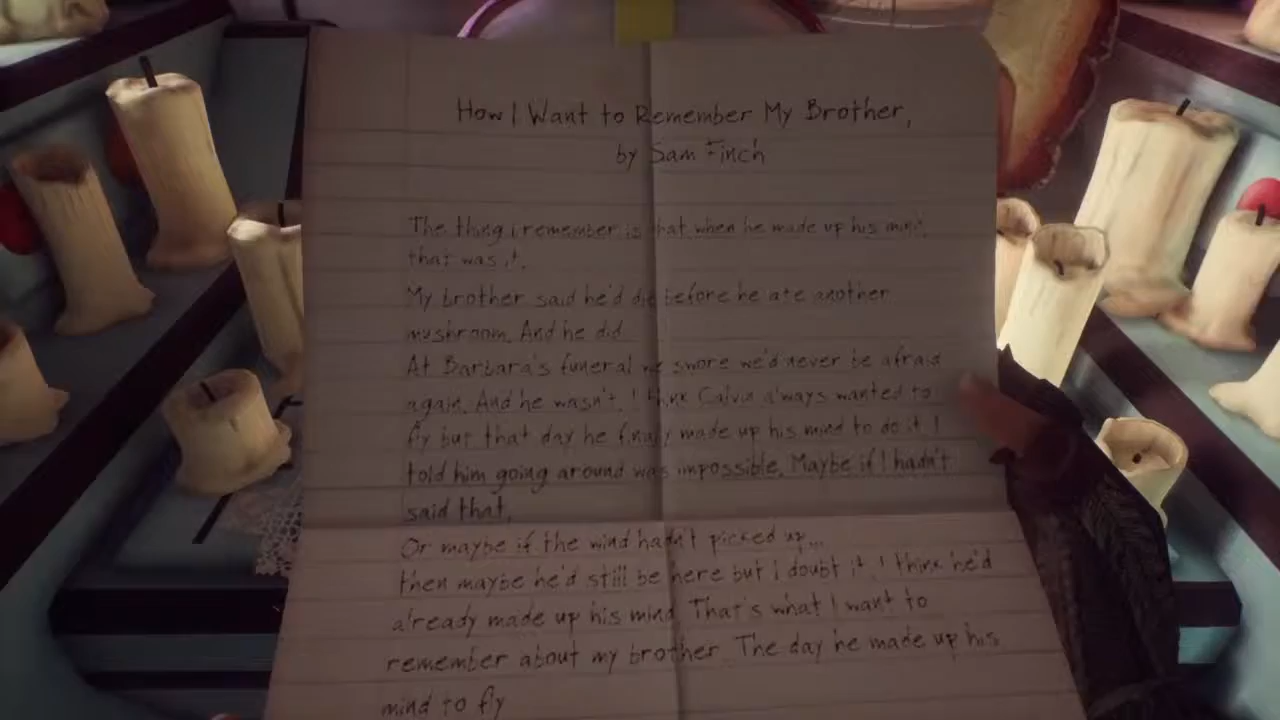 How I Want to Remember My Brother,
by Sam Finch
The thing i remember is that when he made up his mind,
that was it.
My brother said he'd die before he ate another
mushroom. And he did.
At Barbara's funeral we swore we'd never be afraid
again. And he wasn't. I think Calvin always wanted to
fly but that day he finally made up his mind to do it. I
told him going around was impossible. Maybe if I hadn't
said that,
Or maybe if the wind hadn't picked up...
then maybe he'd still be here but I doubt it. I think he'd
already made up his mind. That's what I want to
remember about my brother. The day he made up his
mind to fly